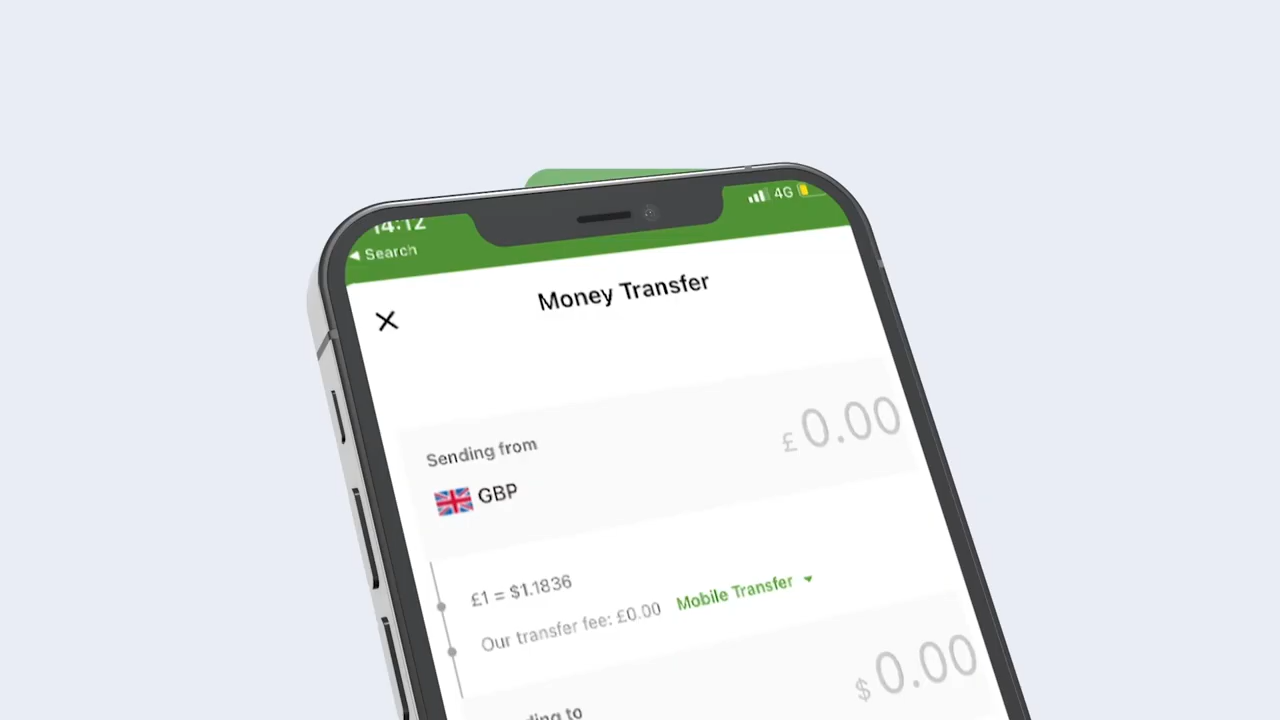 14:12
4G
◀ Search
Money Transfer
Sending from
£ 0.00
GBP
£1 = $1.1836
Our transfer fee: £0.00 Mobile Transfer
$ 0.00
to